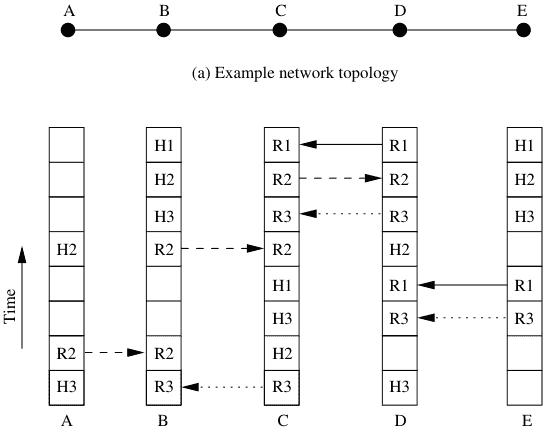 A B C D E
(a) Example network topology
H1 R1 R1 H1
H2 R2 R2 H2
H3 R3 R3 H3
H2 R2 R2 H2
H1 R1 R1
H3 R3 R3
R2 R2 H2
H3 R3 R3 H3
Time
A B C D E